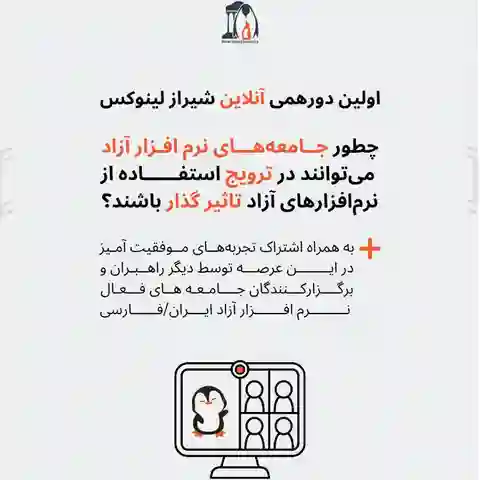 اولین دورهمی آنلاین شیراز لینوکس
چطور جامعه‌های نرم افزار آزاد
می‌توانند در ترویج استفاده از
نرم‌افزارهای آزاد تاثیر گذار باشند؟
+ به همراه اشتراک تجربه‌های موفقیت آمیز
در این عرصه توسط دیگر راهبران و
برگزارکنندگان جامعه های فعال
نرم افزار آزاد ایران/فارسی